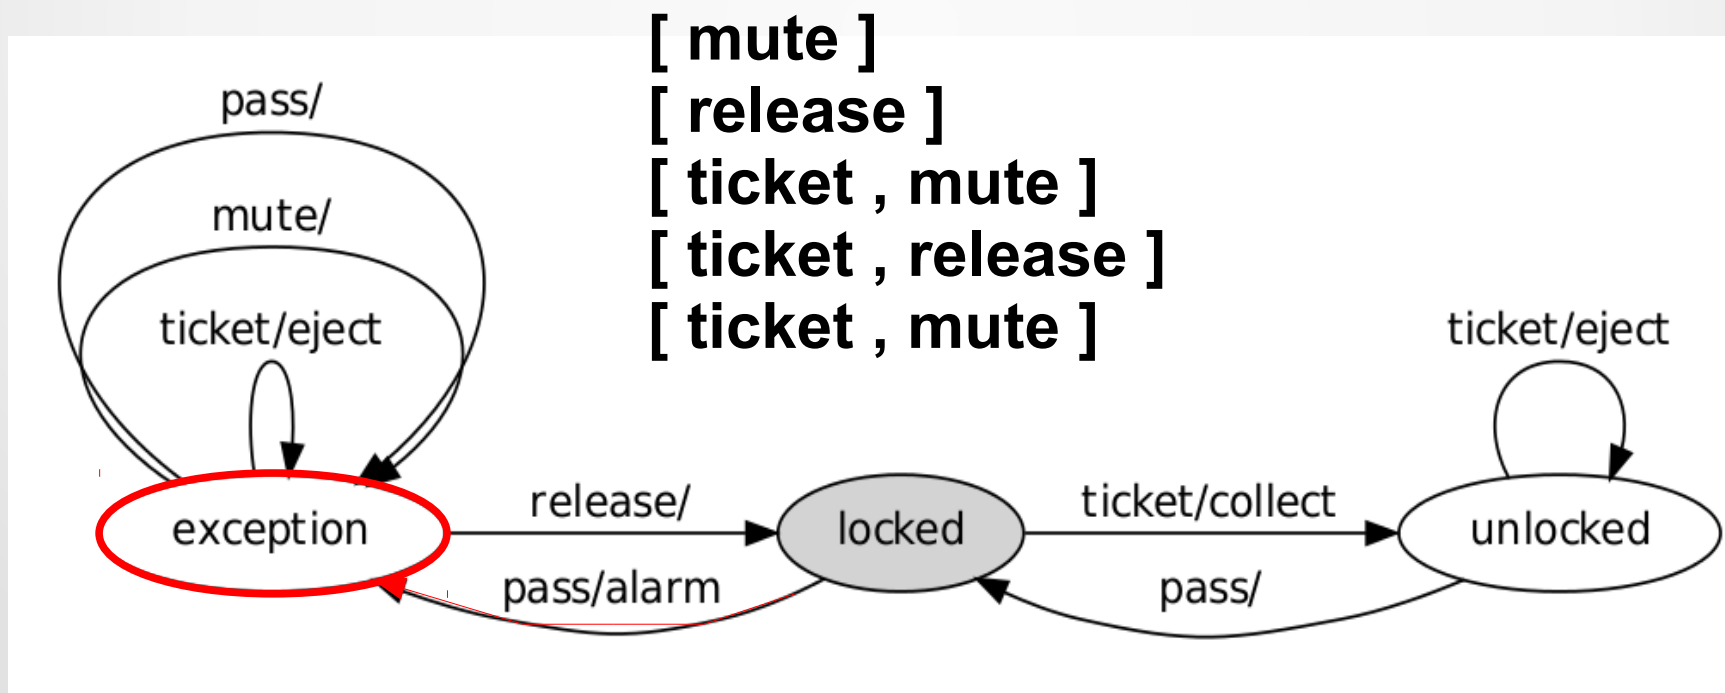 [ mute ]
[ release ]
[ ticket , mute ]
[ ticket , release ]
[ ticket , mute ]
pass/
mute/
ticket/eject
ticket/eject
exception
release/
locked
ticket/collect
unlocked
pass/alarm
pass/